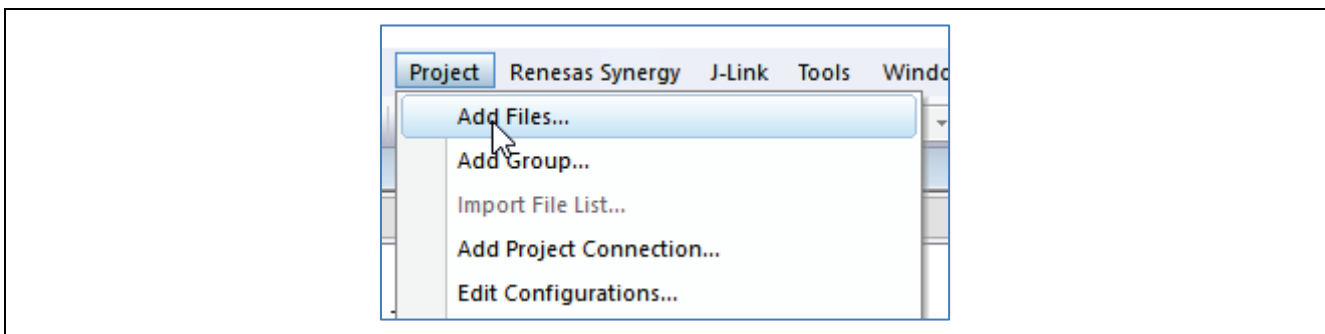 Project Renesas Synergy J-Link Tools
Add Files...
Add Group...
Import File List...
Add Project Connection...
Edit Configurations...